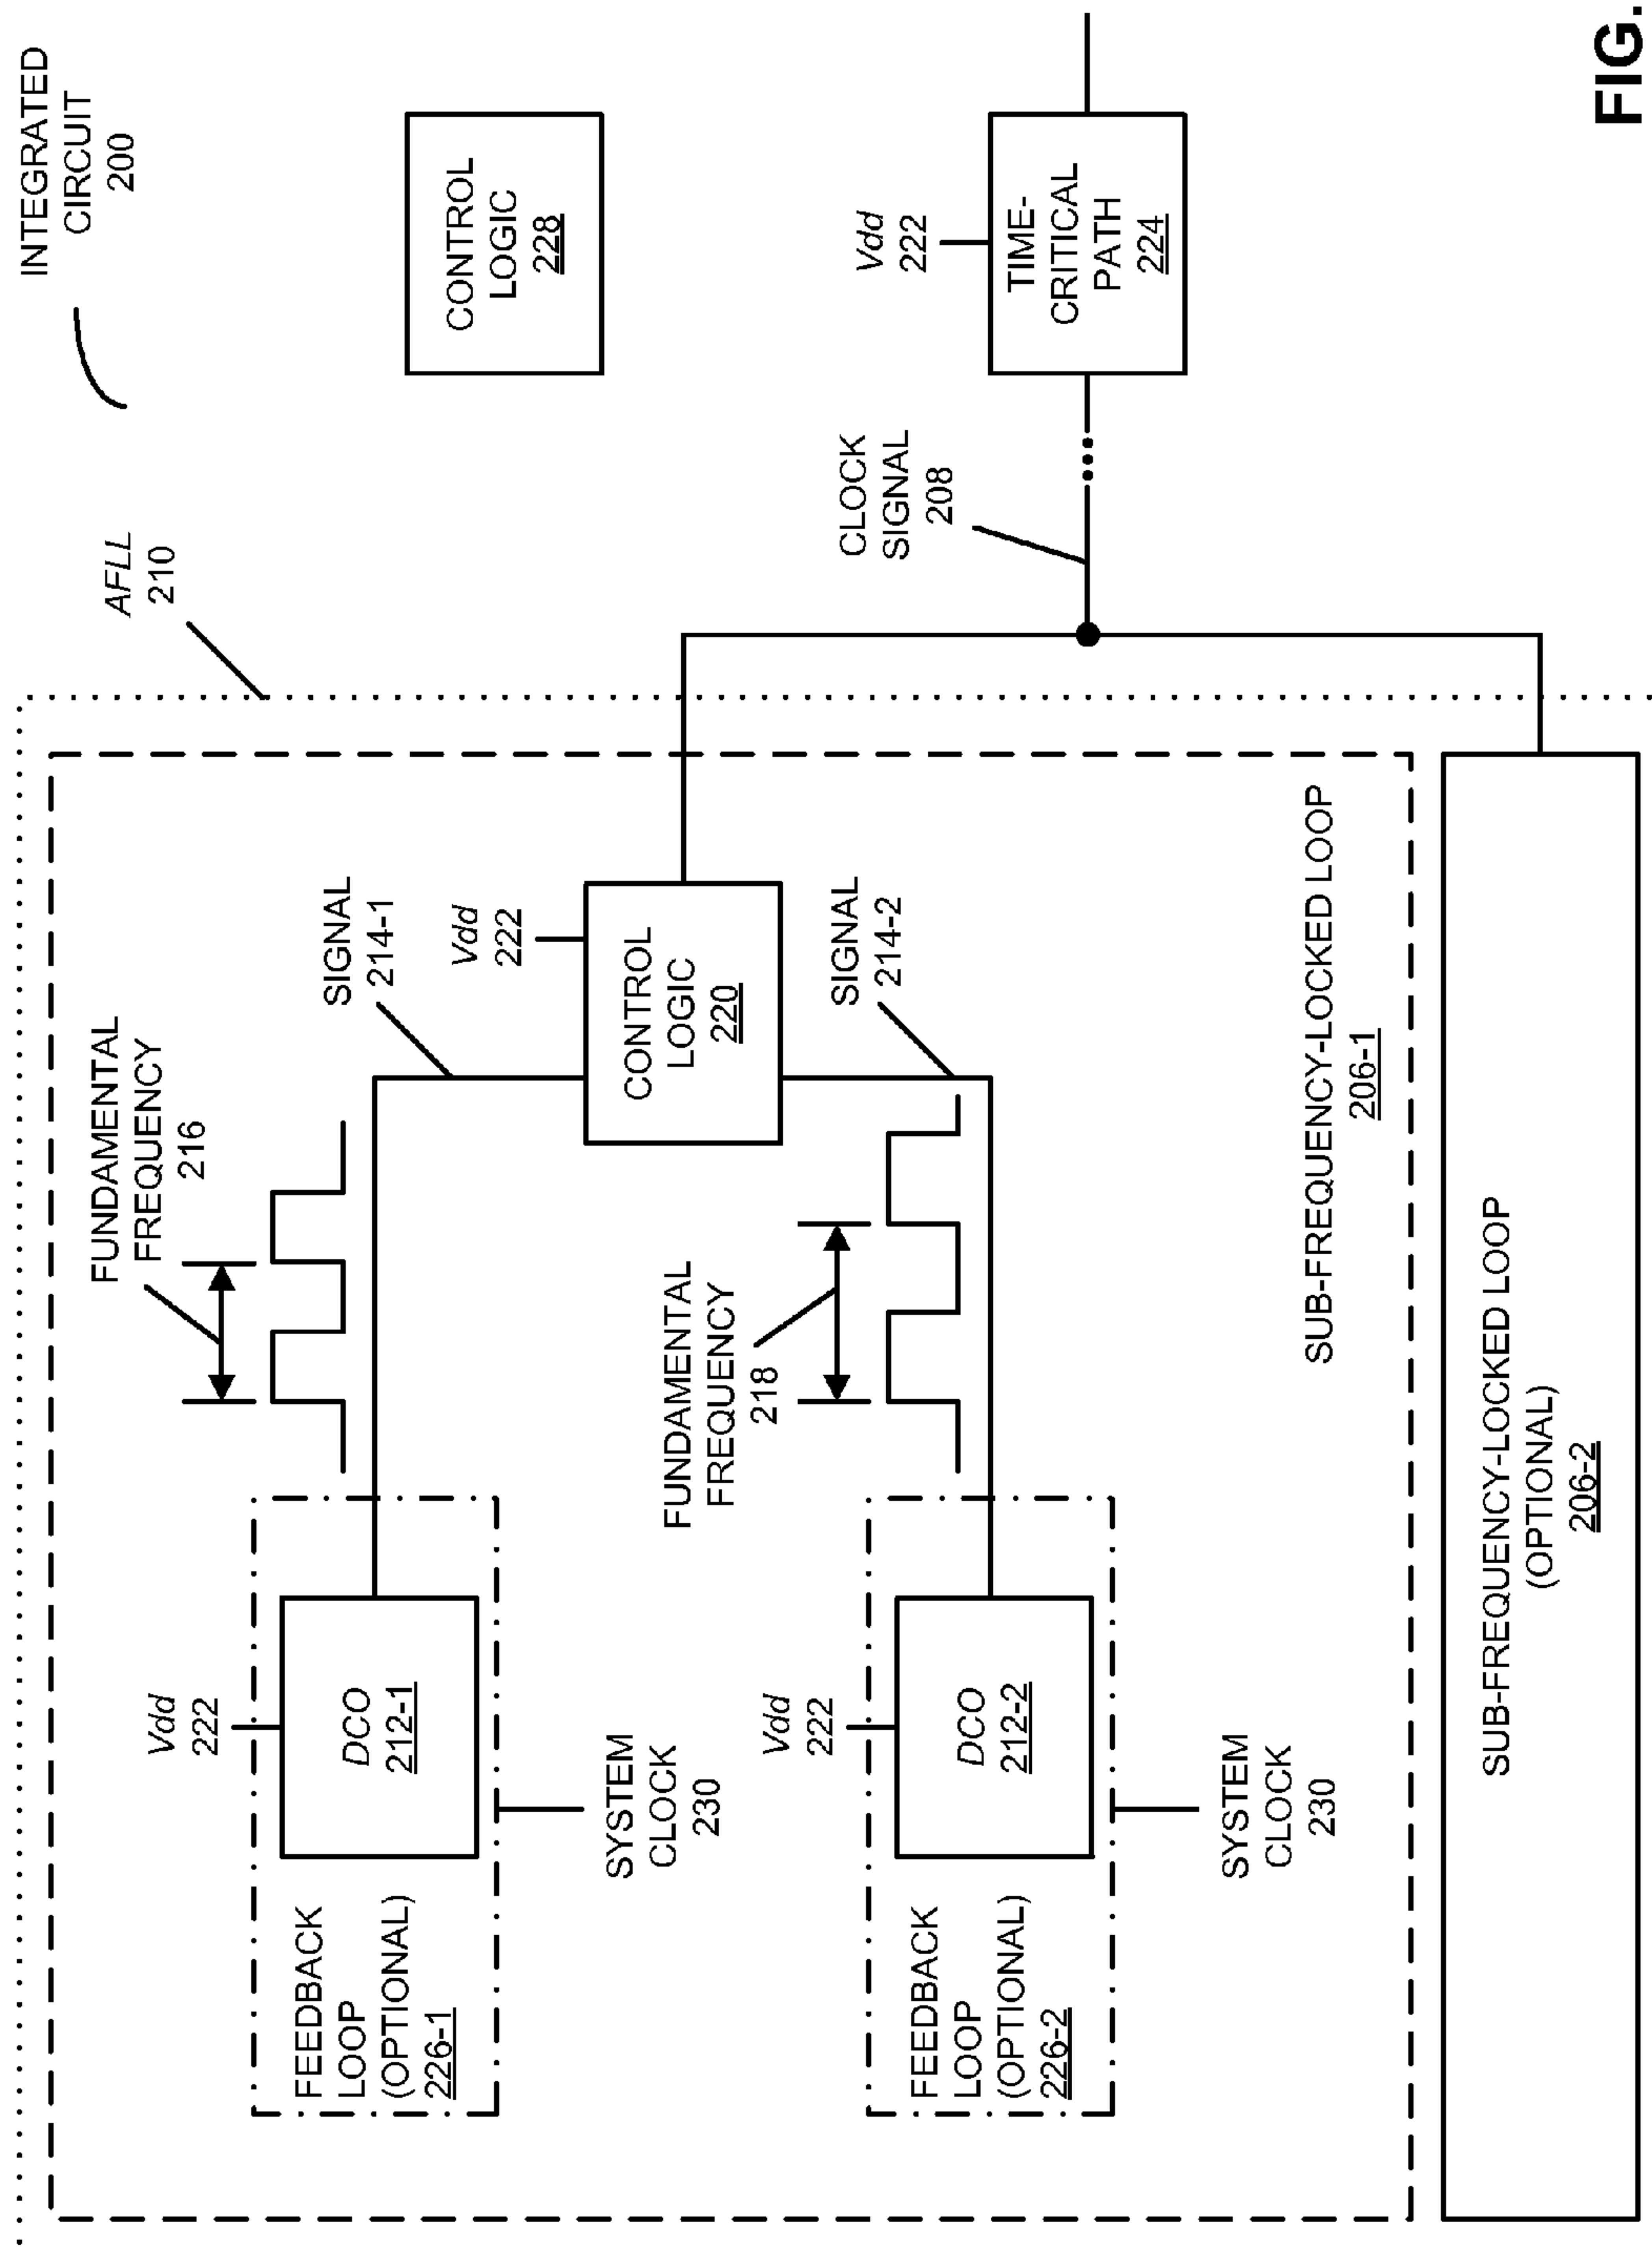 INTEGRATED
CIRCUIT
200
AFLL
210
FUNDAMENTAL
FREQUENCY
216
Vdd
222
DCO
212-1
FEEDBACK
LOOP
(OPTIONAL)
226-1
SYSTEM
CLOCK
230
SIGNAL
214-1
Vdd
222
CONTROL
LOGIC
220
CONTROL
LOGIC
228
FUNDAMENTAL
FREQUENCY
218
Vdd
222
DCO
212-2
FEEDBACK
LOOP
(OPTIONAL)
226-2
SYSTEM
CLOCK
230
SIGNAL
214-2
CLOCK
SIGNAL
208
Vdd
222
TIME-
CRITICAL
PATH
224
SUB-FREQUENCY-LOCKED LOOP
206-1
SUB-FREQUENCY-LOCKED LOOP
(OPTIONAL)
206-2
FIG.